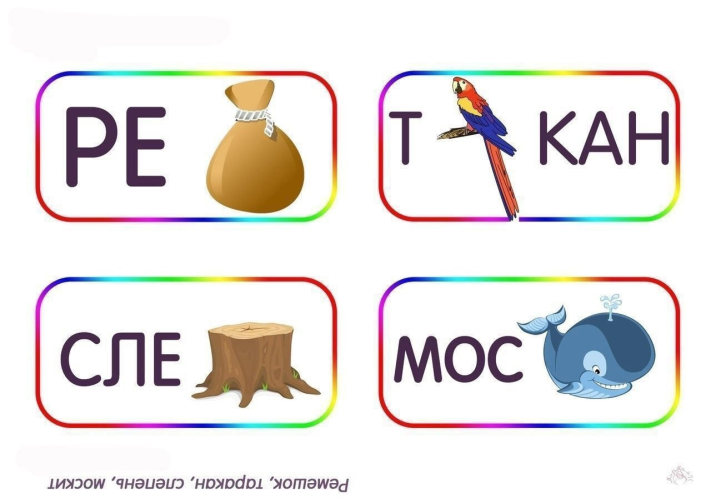 РЕ
Т КАН
СЛЕ
МОС
Ремешок, таракан, слепень, москит